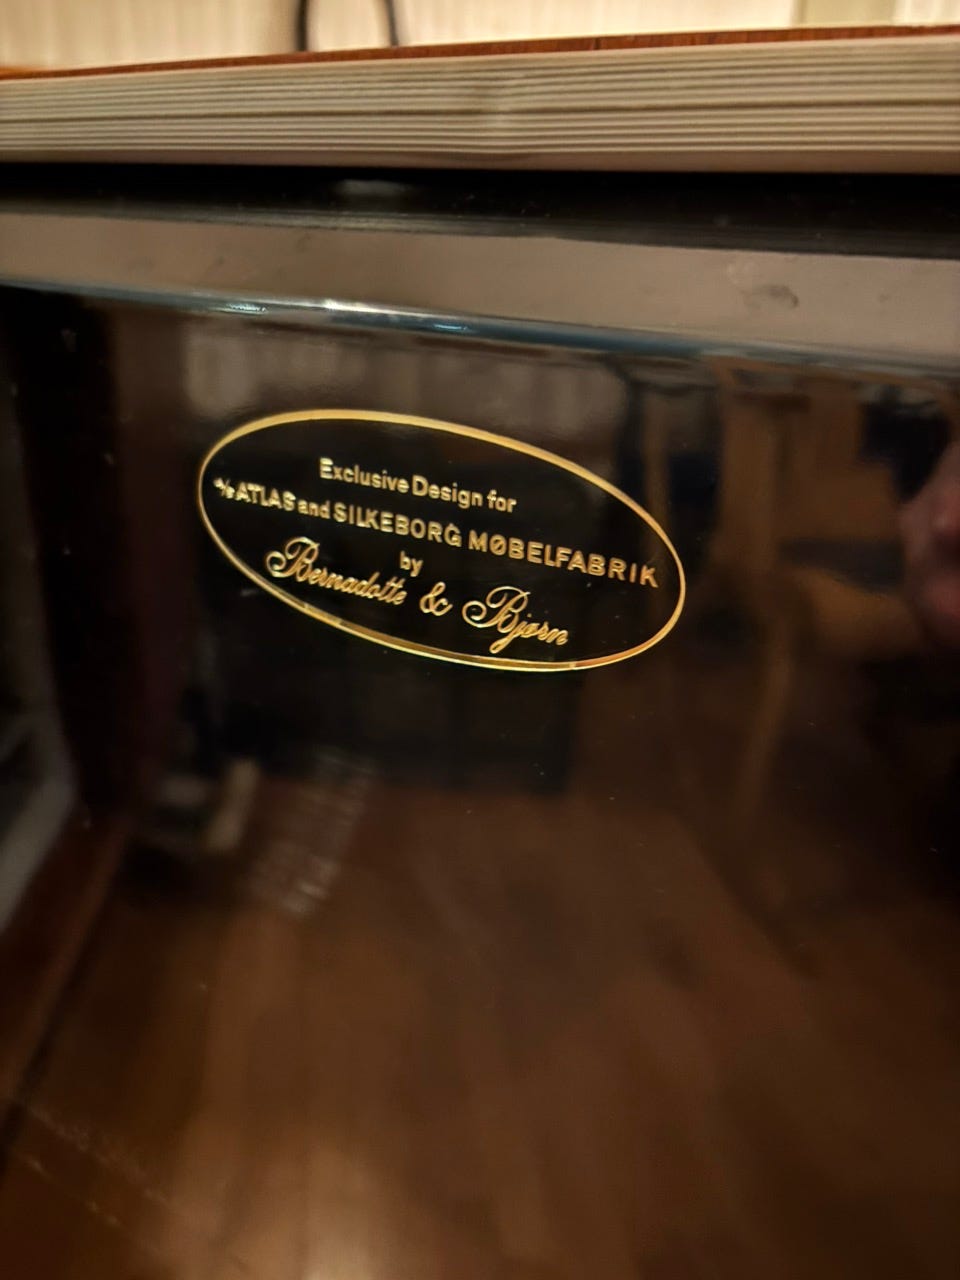 Exclusive Design for
A/S ATLAS and SILKEBORG MØBELFABRIK
by
Bernadotte & Bjørn